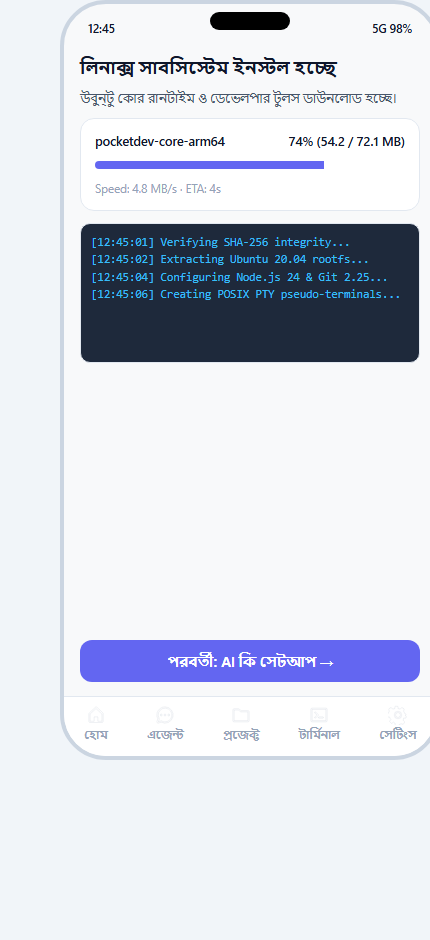 12:45
5G 98%
লিনাক্স সাবসিস্টেম ইনস্টল হচ্ছে
উবুন্টু কোর রানটাইম ও ডেভেলপার টুলস ডাউনলোড হচ্ছে।
pocketdev-core-arm64
74% (54.2 / 72.1 MB)
Speed: 4.8 MB/s · ETA: 4s
[12:45:01] Verifying SHA-256 integrity...
[12:45:02] Extracting Ubuntu 20.04 rootfs...
[12:45:04] Configuring Node.js 24 & Git 2.25...
[12:45:06] Creating POSIX PTY pseudo-terminals...
পরবর্তী: AI কি সেটআপ →
হোম
এজেন্ট
প্রজেক্ট
টার্মিনাল
সেটিংস